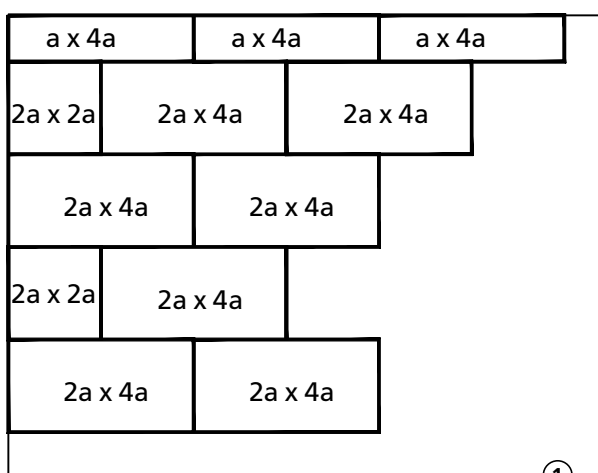 a x 4a a x 4a a x 4a
2a x 2a 2a x 4a 2a x 4a
2a x 4a 2a x 4a
2a x 2a 2a x 4a
2a x 4a 2a x 4a
①